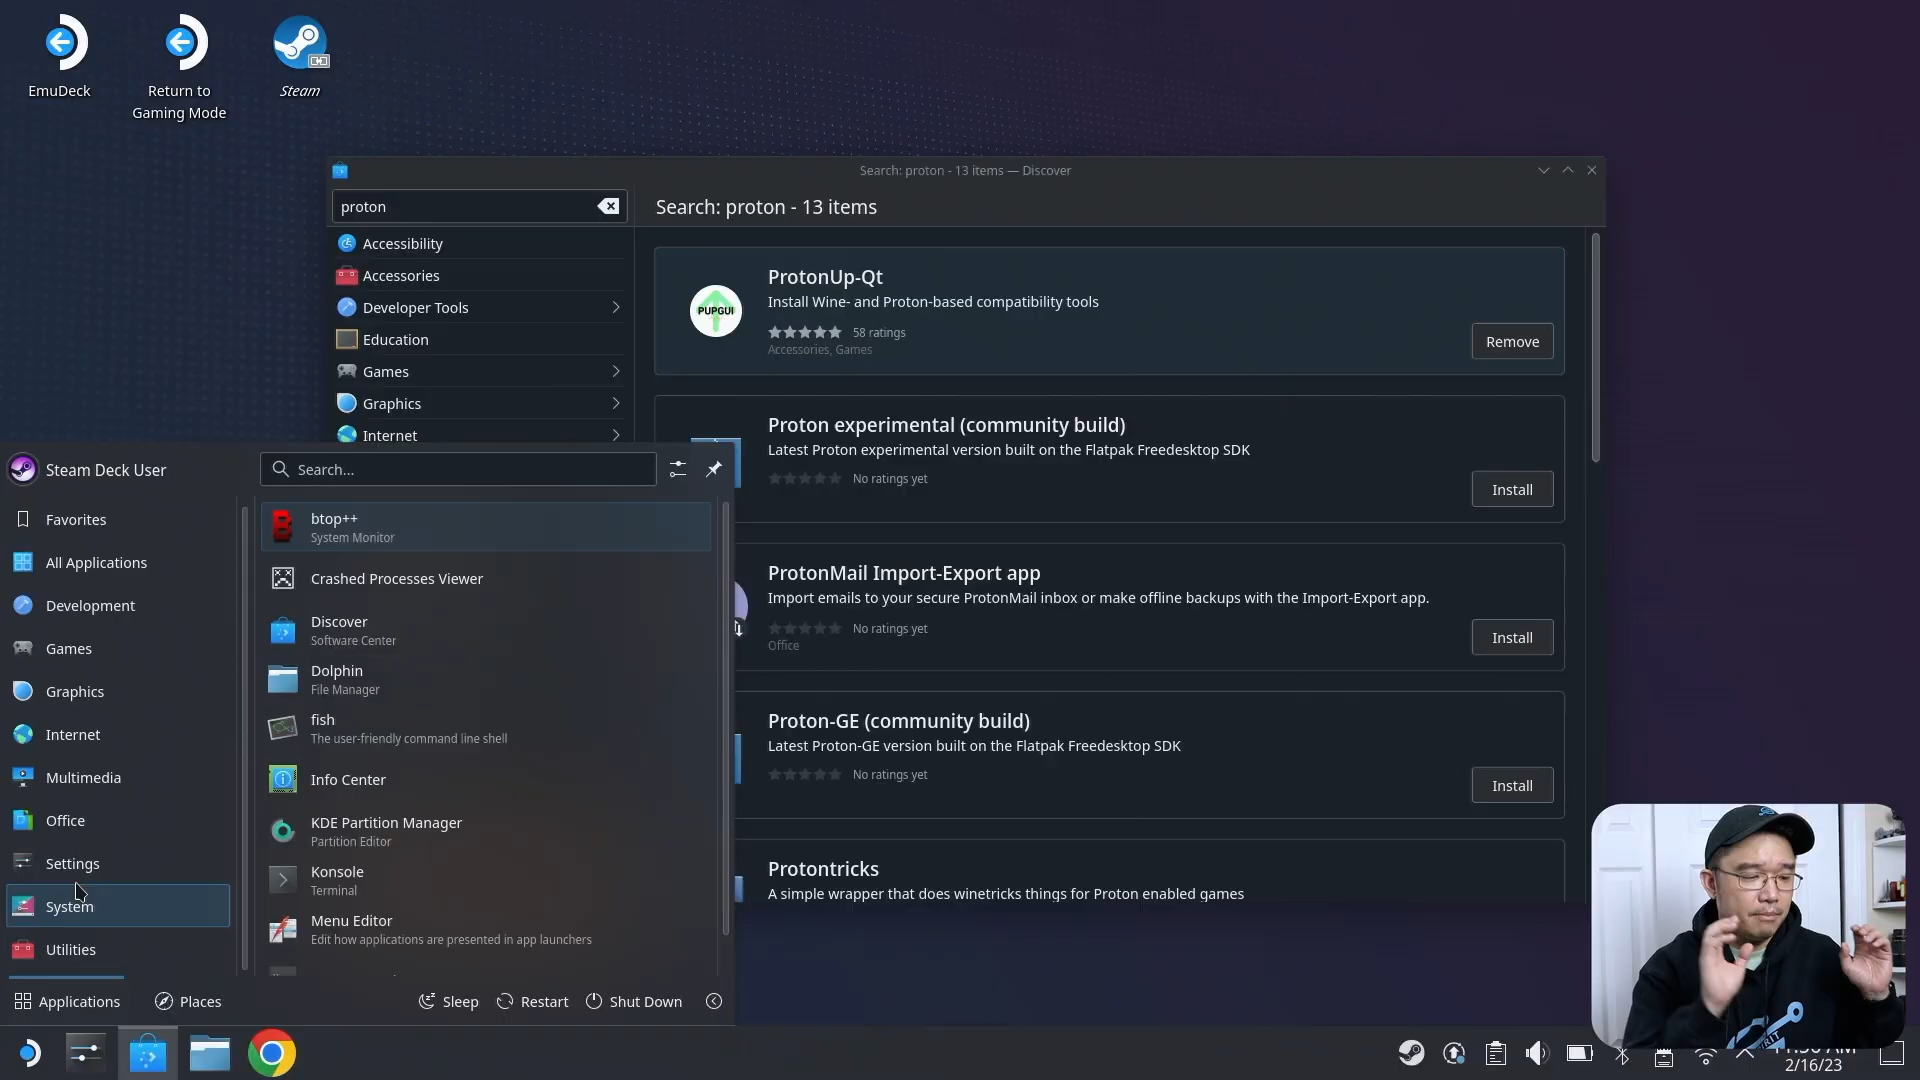 EmuDeck
Return to
Gaming Mode
Steam
Search: proton - 13 items — Discover
proton
Search: proton - 13 items
Accessibility
Accessories
Developer Tools
Education
Games
Graphics
Internet
PUPGUI
ProtonUp-Qt
Install Wine- and Proton-based compatibility tools
58 ratings
Accessories, Games
Remove
Proton experimental (community build)
Latest Proton experimental version built on the Flatpak Freedesktop SDK
No ratings yet
Install
ProtonMail Import-Export app
Import emails to your secure ProtonMail inbox or make offline backups with the Import-Export app.
No ratings yet
Office
Install
Proton-GE (community build)
Latest Proton-GE version built on the Flatpak Freedesktop SDK
No ratings yet
Install
Protontricks
A simple wrapper that does winetricks things for Proton enabled games
Steam Deck User
Search...
Favorites
All Applications
Development
Games
Graphics
Internet
Multimedia
Office
Settings
System
Utilities
btop++
System Monitor
Crashed Processes Viewer
Discover
Software Center
Dolphin
File Manager
fish
The user-friendly command line shell
Info Center
KDE Partition Manager
Partition Editor
Konsole
Terminal
Menu Editor
Edit how applications are presented in app launchers
Applications
Places
Sleep
Restart
Shut Down
AM
2/16/23